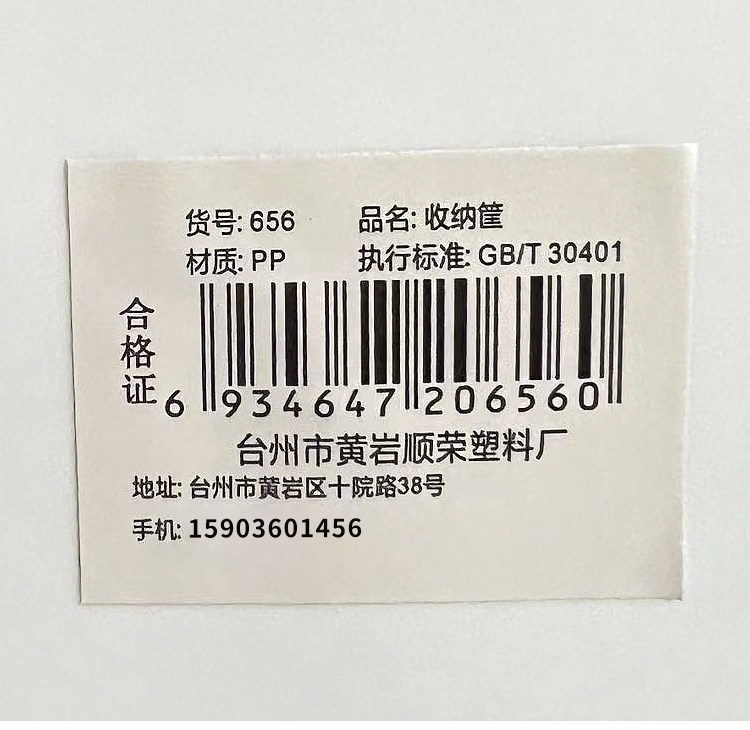 货号: 656 品名: 收纳筐
材质: PP 执行标准: GB/T 30401
合格证
6 934647 206560
台州市黄岩顺荣塑料厂
地址: 台州市黄岩区十院路38号
手机: 15903601456